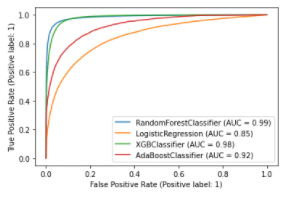 1.0
0.8
0.6
0.4
0.2
0.0
True Positive Rate (Positive label: 1)
RandomForestClassifier (AUC = 0.99)
LogisticRegression (AUC = 0.85)
XGBClassifier (AUC = 0.98)
AdaBoostClassifier (AUC = 0.92)
0.0 0.2 0.4 0.6 0.8 1.0
False Positive Rate (Positive label: 1)